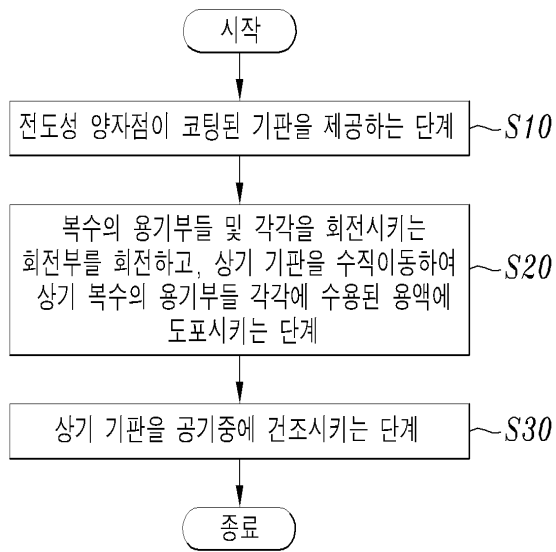 시작
전도성 양자점이 코팅된 기판을 제공하는 단계
S10
복수의 용기부들 및 각각을 회전시키는
회전부를 회전하고, 상기 기판을 수직이동하여
상기 복수의 용기부들 각각에 수용된 용액에
도포시키는 단계
S20
상기 기판을 공기중에 건조시키는 단계
S30
종료